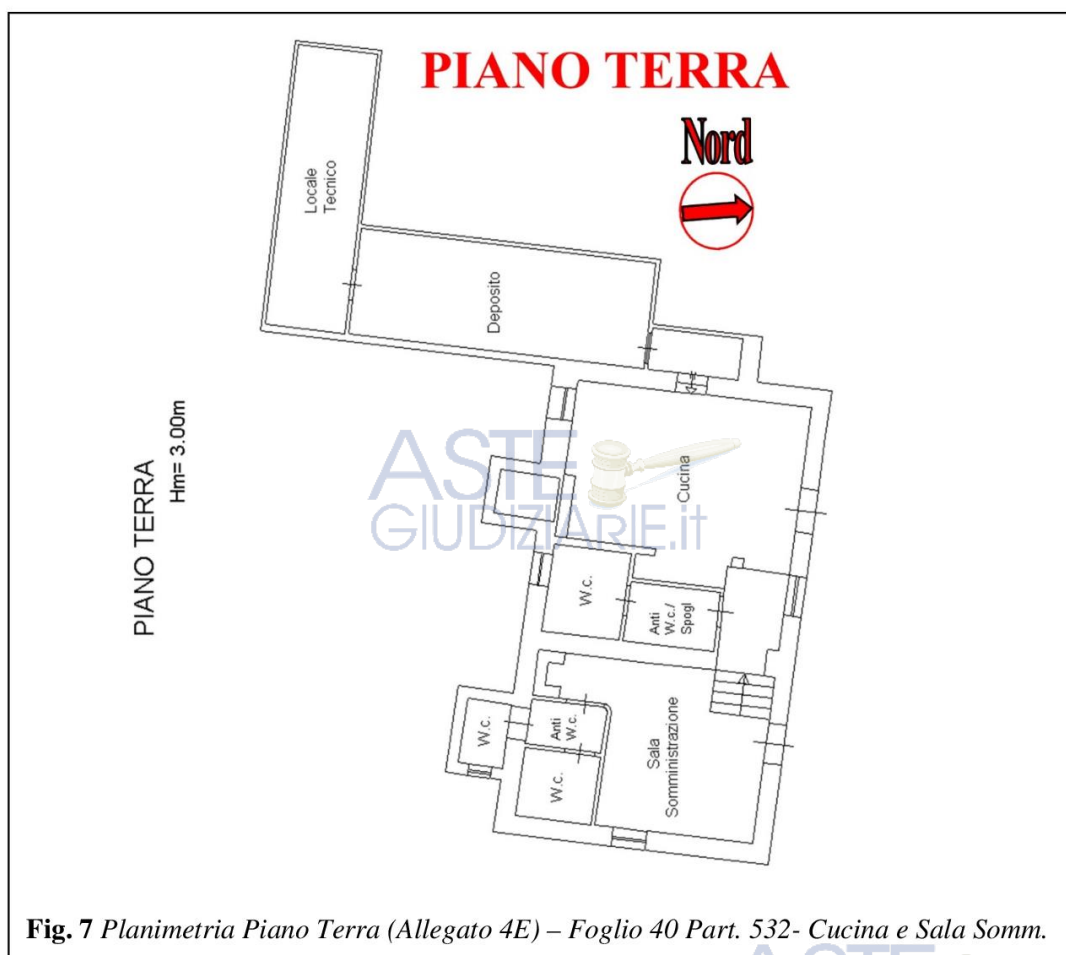 PIANO TERRA
Nord
Locale
Tecnico
Deposito
PIANO TERRA
Hm= 3.00m
ASTE
GIUDIZIARIE.it
Cucina
W.c.
Anti
W.c./
Spogl
W.c.
Anti
W.c.
W.c.
Sala
Somministrazione
Fig. 7 Planimetria Piano Terra (Allegato 4E) – Foglio 40 Part. 532- Cucina e Sala Somm.